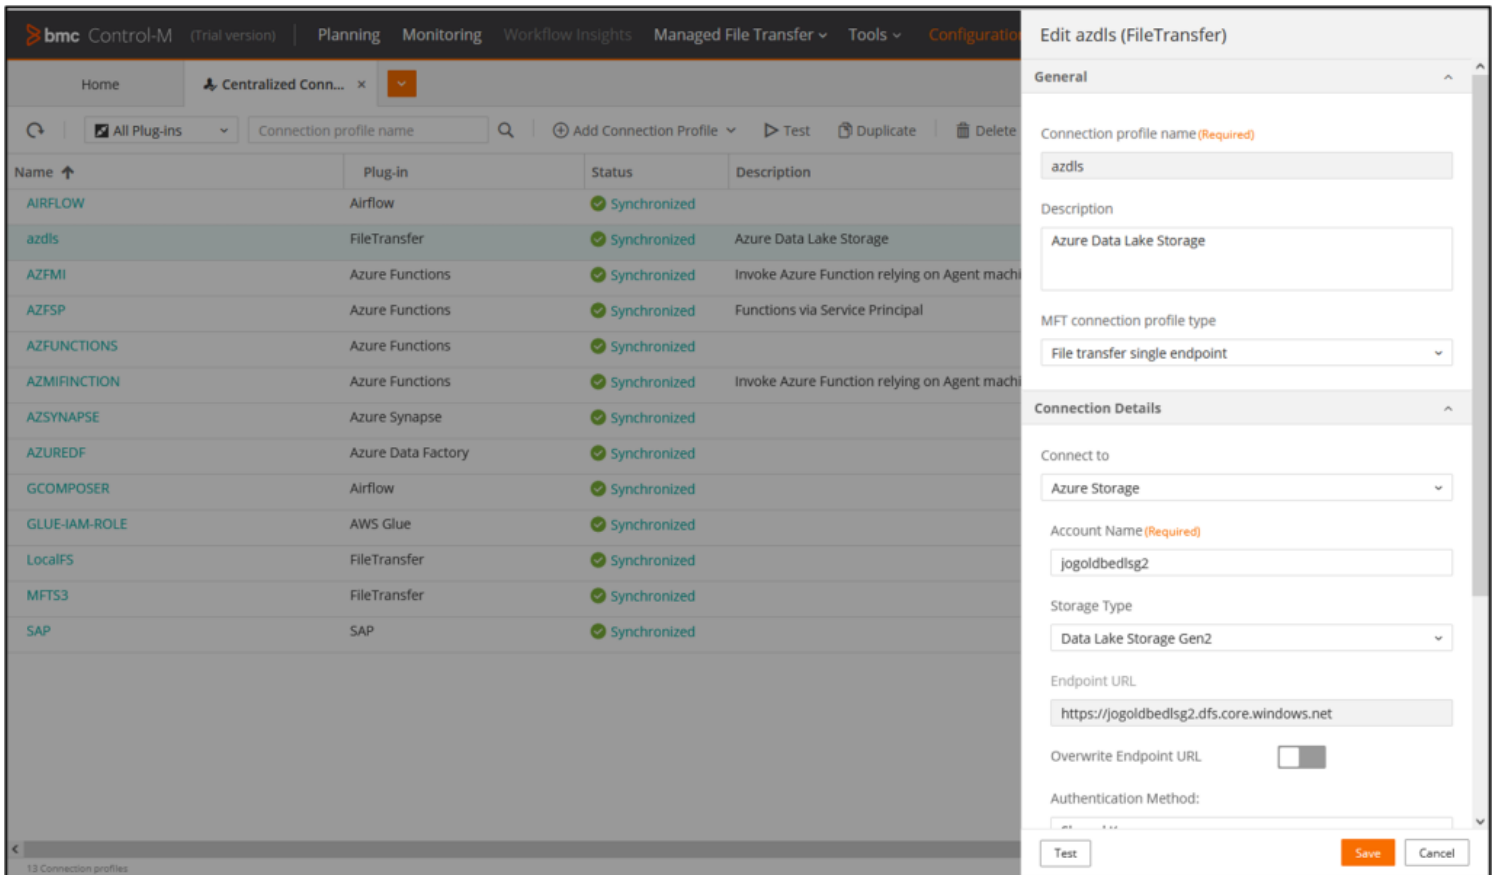 bmc Control-M (Trial version) Planning Monitoring Workflow Insights Managed File Transfer Tools Configuration
Home Centralized Conn...
All Plug-ins Connection profile name Add Connection Profile Test Duplicate Delete
Name Plug-in Status Description
AIRFLOW Airflow Synchronized
azdls FileTransfer Synchronized Azure Data Lake Storage
AZFMI Azure Functions Synchronized Invoke Azure Function relying on Agent machi
AZFSP Azure Functions Synchronized Functions via Service Principal
AZFUNCTIONS Azure Functions Synchronized
AZMIFINCTION Azure Functions Synchronized Invoke Azure Function relying on Agent machi
AZSYNAPSE Azure Synapse Synchronized
AZUREDF Azure Data Factory Synchronized
GCOMPOSER Airflow Synchronized
GLUE-IAM-ROLE AWS Glue Synchronized
LocalFS FileTransfer Synchronized
MFTS3 FileTransfer Synchronized
SAP SAP Synchronized
13 Connection profiles
Edit azdls (FileTransfer)
General
Connection profile name (Required)
azdls
Description
Azure Data Lake Storage
MFT connection profile type
File transfer single endpoint
Connection Details
Connect to
Azure Storage
Account Name (Required)
jogoldbedlsg2
Storage Type
Data Lake Storage Gen2
Endpoint URL
https://jogoldbedlsg2.dfs.core.windows.net
Overwrite Endpoint URL
Authentication Method:
Test Save Cancel